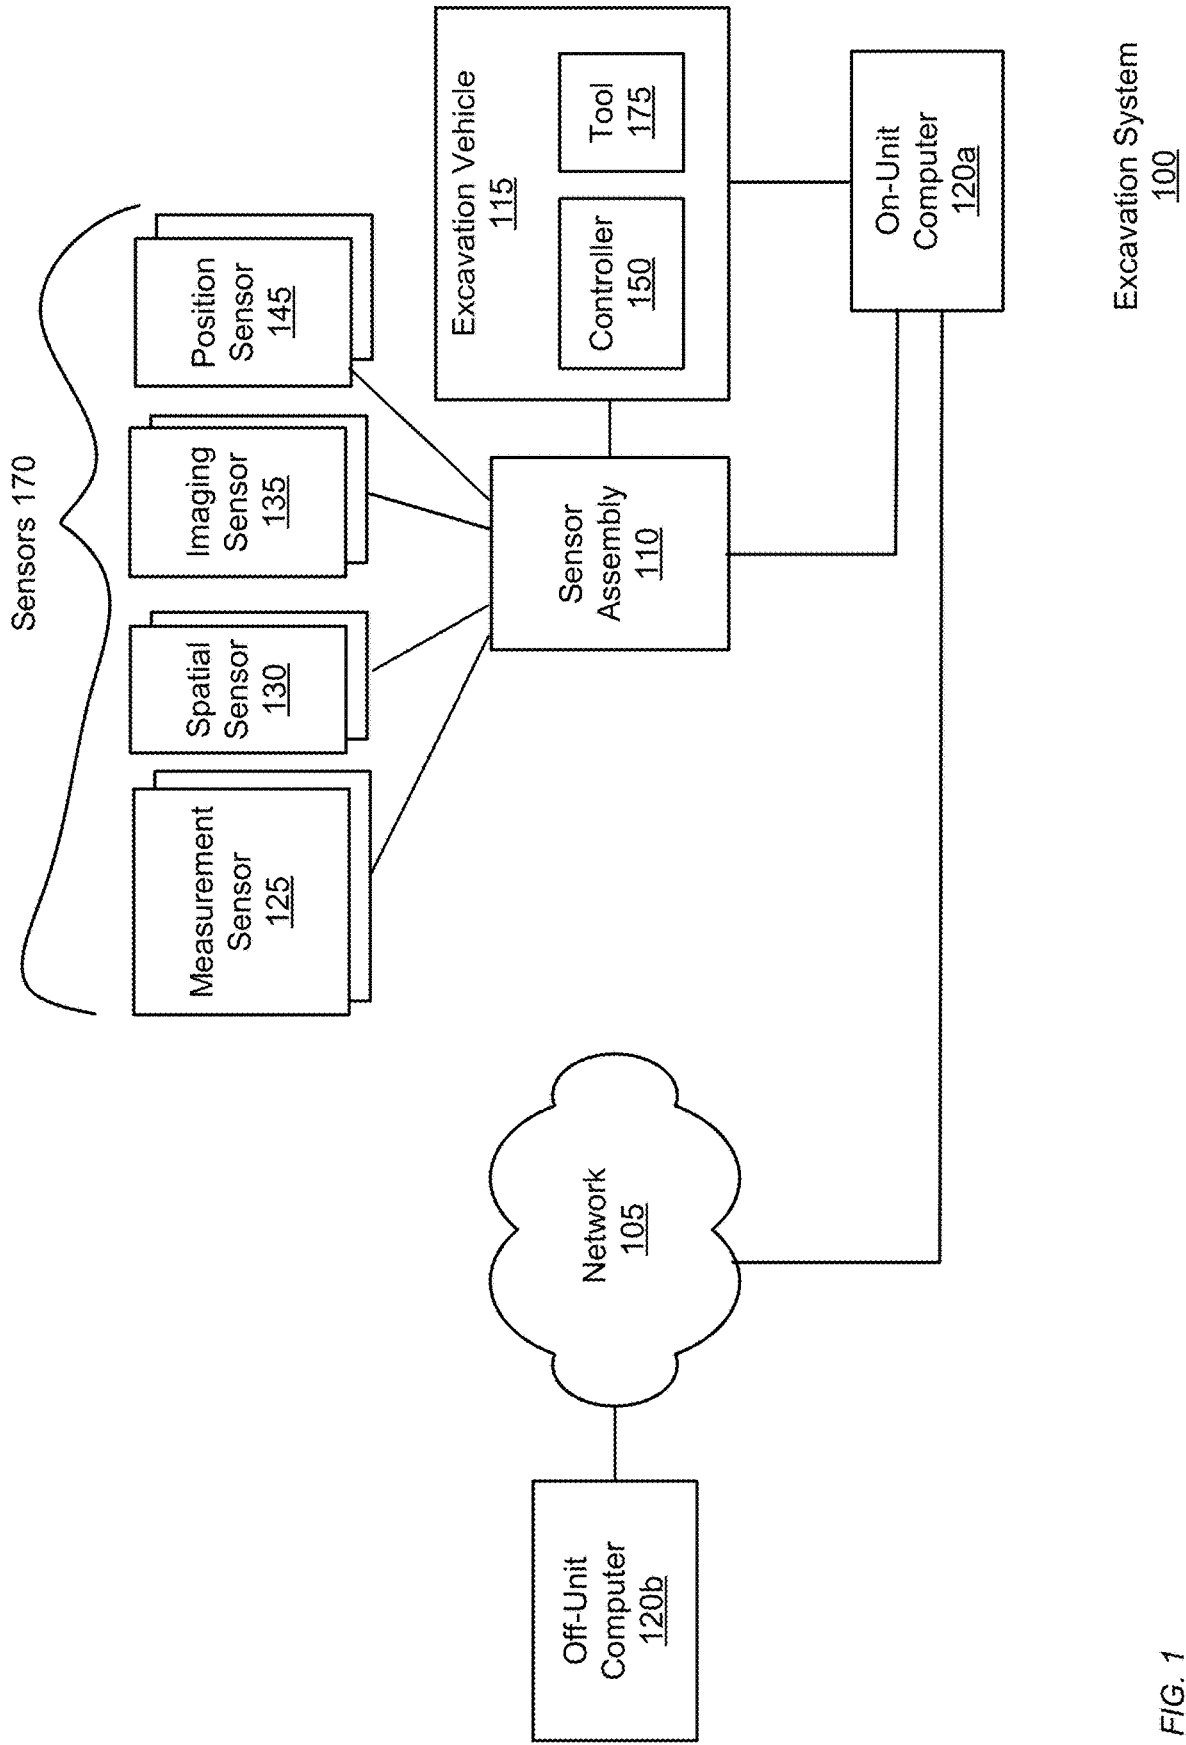 Sensors 170
Measurement
Sensor
125
Spatial
Sensor
130
Imaging
Sensor
135
Position
Sensor
145
Excavation Vehicle
115
Controller
150
Tool
175
Sensor
Assembly
110
Network
105
Off-Unit
Computer
120b
On-Unit
Computer
120a
Excavation System
100
FIG. 1